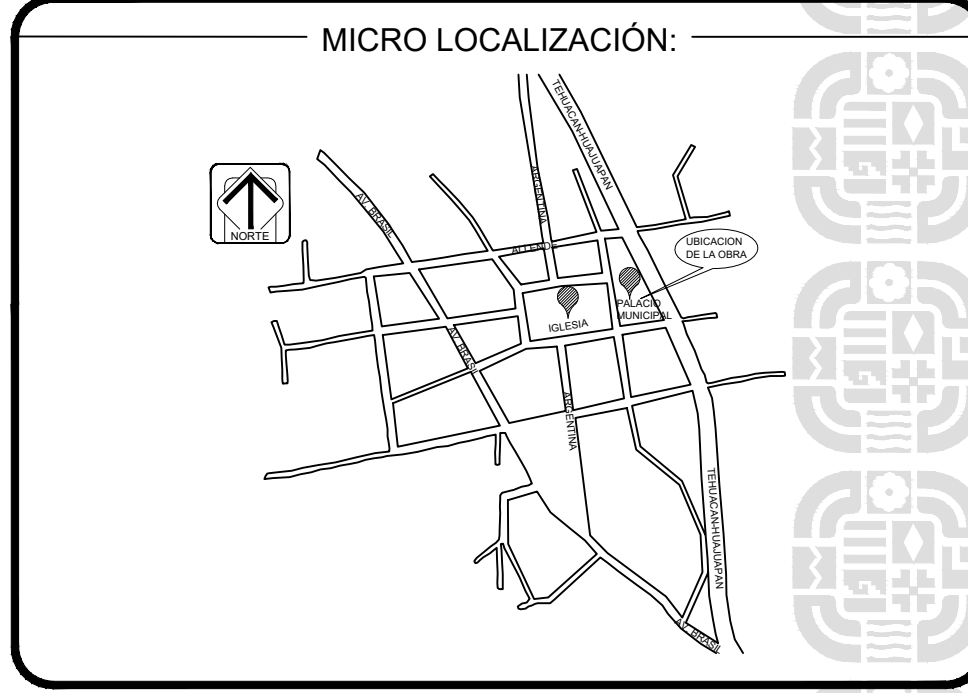 MICRO LOCALIZACIÓN:
TEHUACAN-HUAJUAPAN
ARGENTINA
AV. BRASIL
NORTE
ALLENDE
UBICACION
DE LA OBRA
PALACIO
MUNICIPAL
IGLESIA
AV. BRASIL
ARGENTINA
TEHUACAN-HUAJUAPAN
AV. BRASIL